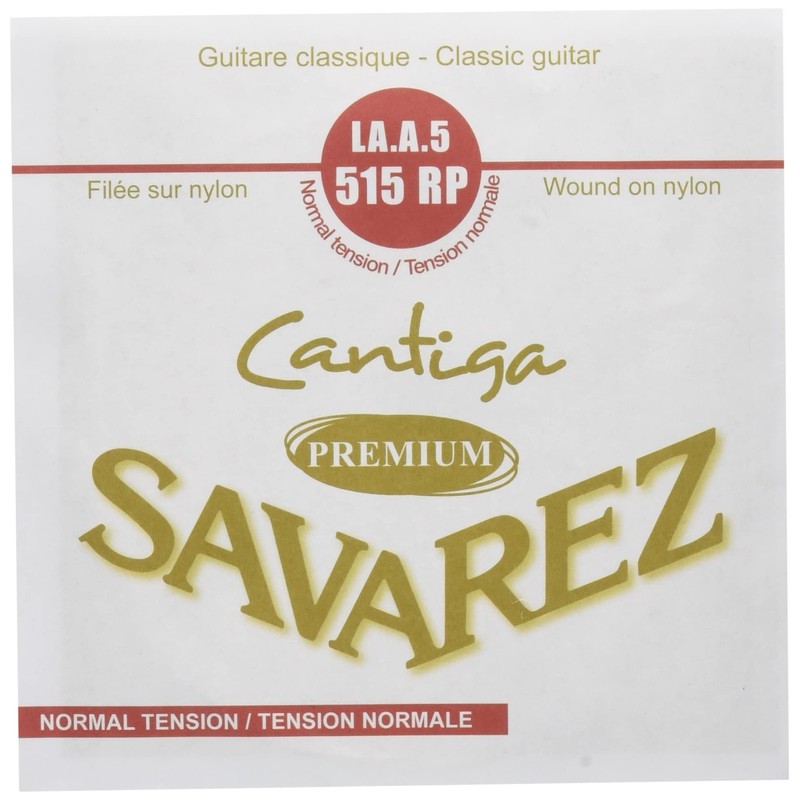 Guitare classique - Classic guitar
LA.A.5
515 RP
Filée sur nylon
Wound on nylon
Normal tension / Tension normale
Cantiga
PREMIUM
SAVAREZ
NORMAL TENSION / TENSION NORMALE